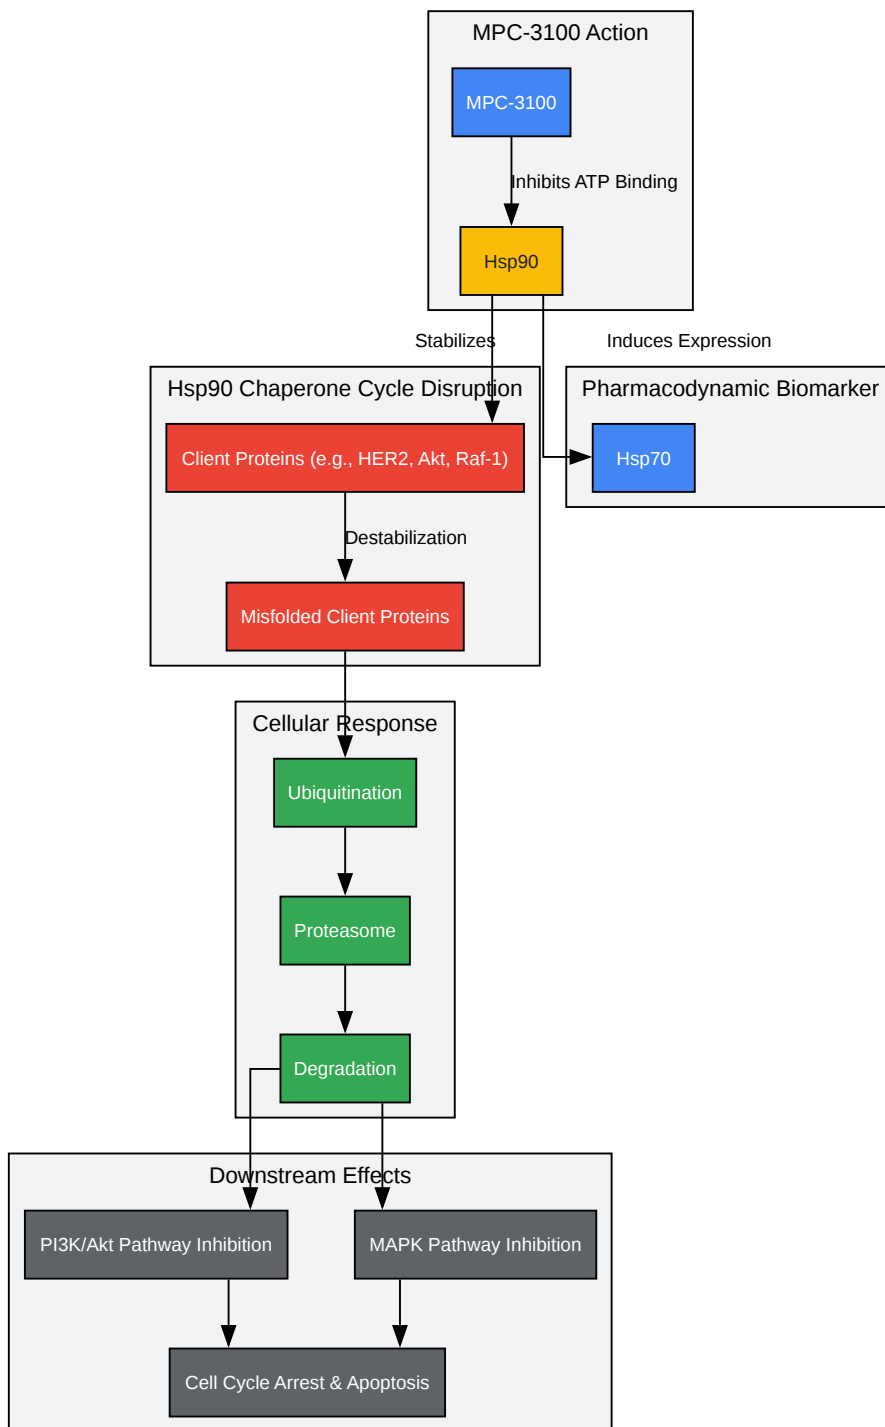 MPC-3100 Action
MPC-3100
Inhibits ATP Binding
Hsp90
Stabilizes
Induces Expression
Hsp90 Chaperone Cycle Disruption
Pharmacodynamic Biomarker
Client Proteins (e.g., HER2, Akt, Raf-1)
Hsp70
Destabilization
Misfolded Client Proteins
Cellular Response
Ubiquitination
Proteasome
Degradation
Downstream Effects
PI3K/Akt Pathway Inhibition
MAPK Pathway Inhibition
Cell Cycle Arrest & Apoptosis